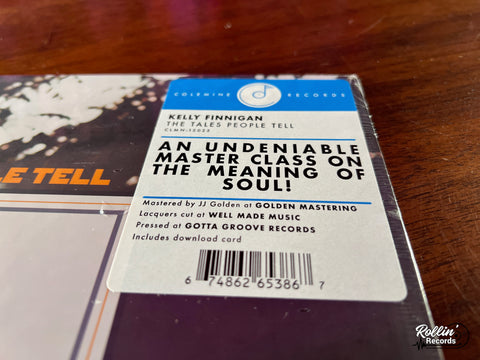 COLEMINE RECORDS
KELLY FINNIGAN
THE TALES PEOPLE TELL
CLMN-12023
AN UNDENIABLE
MASTER CLASS ON
THE MEANING OF
SOUL!
LE TELL
Mastered by JJ Golden at GOLDEN MASTERING
Lacquers cut at WELL MADE MUSIC
Pressed at GOTTA GROOVE RECORDS
Includes download card
6 74862 65386 7
Rollin'
Records